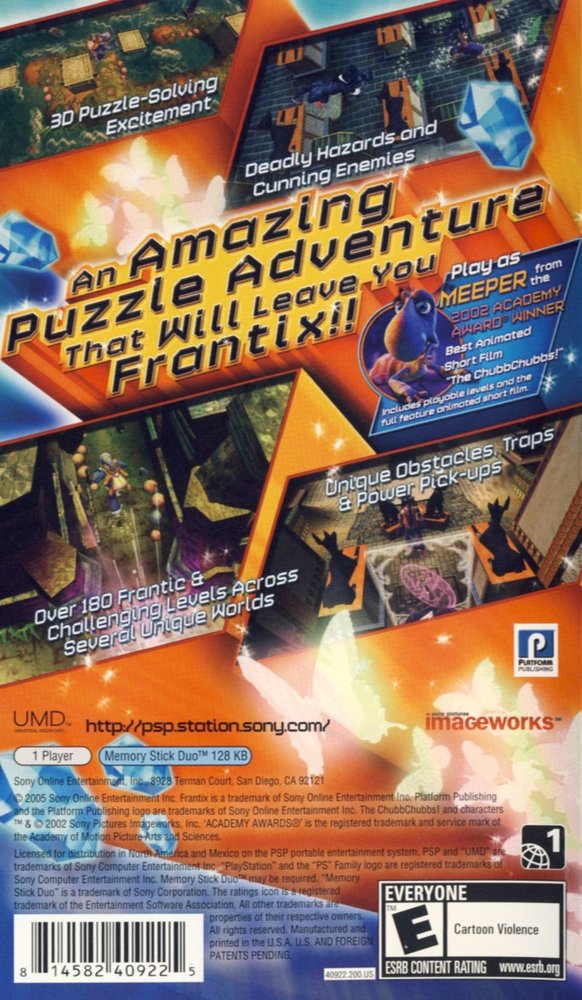 3D Puzzle-Solving
Excitement
Deadly Hazards and
Cunning Enemies
An Amazing
Puzzle Adventure
That Will Leave You
Frantix!!
Play as
MEEPER from
the
2002 ACADEMY
AWARD® WINNER
Best Animated
Short Film
"The ChubbChubbs!"
Includes playable levels and the
full feature animated short film.
Unique Obstacles, Traps
& Power Pick-ups
Over 180 Frantic &
Challenging Levels Across
Several Unique Worlds
P
PLATFORM
PUBLISHING
UMD™
UNIVERSAL MEDIA DISC
http://psp.station.sony.com/
sony pictures
imageworks™
1 Player
Memory Stick Duo™ 128 KB
Sony Online Entertainment, Inc., 8928 Terman Court, San Diego, CA 92121
© 2005 Sony Online Entertainment Inc. Frantix is a trademark of Sony Online Entertainment Inc. Platform Publishing
and the Platform Publishing logo are trademarks of Sony Online Entertainment Inc. The ChubbChubbs! and characters
™ & © 2002 Sony Pictures Imageworks, Inc. 'ACADEMY AWARDS®' is the registered trademark and service mark of
the Academy of Motion Picture Arts and Sciences.
Licensed for distribution in North America and Mexico on the PSP portable entertainment system. PSP and "UMD" are
trademarks of Sony Computer Entertainment Inc. "PlayStation" and the "PS" Family logo are registered trademarks of
Sony Computer Entertainment Inc. Memory Stick Duo™ may be required. "Memory
Stick Duo" is a trademark of Sony Corporation. The ratings icon is a registered
trademark of the Entertainment Software Association. All other trademarks are
properties of their respective owners.
All rights reserved. Manufactured and
printed in the U.S.A. U.S. AND FOREIGN
PATENTS PENDING.
1
EVERYONE
E
Cartoon Violence
ESRB CONTENT RATING www.esrb.org
8 14582 40922 5
40922.200.US